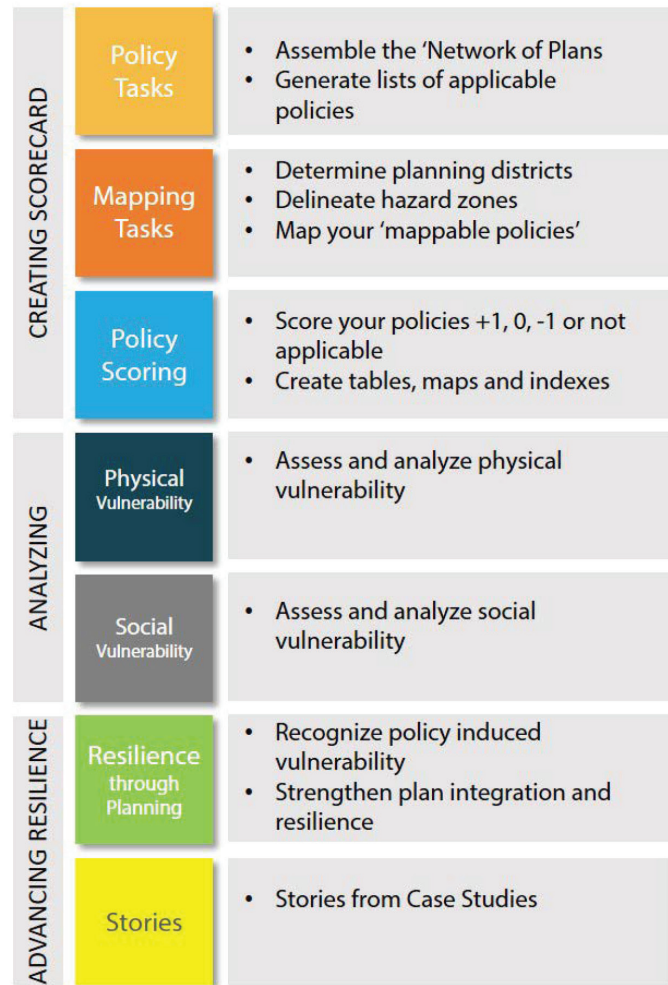 CREATING SCORECARD
Policy
Tasks
• Assemble the ‘Network of Plans
• Generate lists of applicable
policies
Mapping
Tasks
• Determine planning districts
• Delineate hazard zones
• Map your ‘mappable policies’
Policy
Scoring
• Score your policies +1, 0, -1 or not
applicable
• Create tables, maps and indexes
ANALYZING
Physical
Vulnerability
• Assess and analyze physical
vulnerability
Social
Vulnerability
• Assess and analyze social
vulnerability
ADVANCING RESILIENCE
Resilience
through
Planning
• Recognize policy induced
vulnerability
• Strengthen plan integration and
resilience
Stories
• Stories from Case Studies